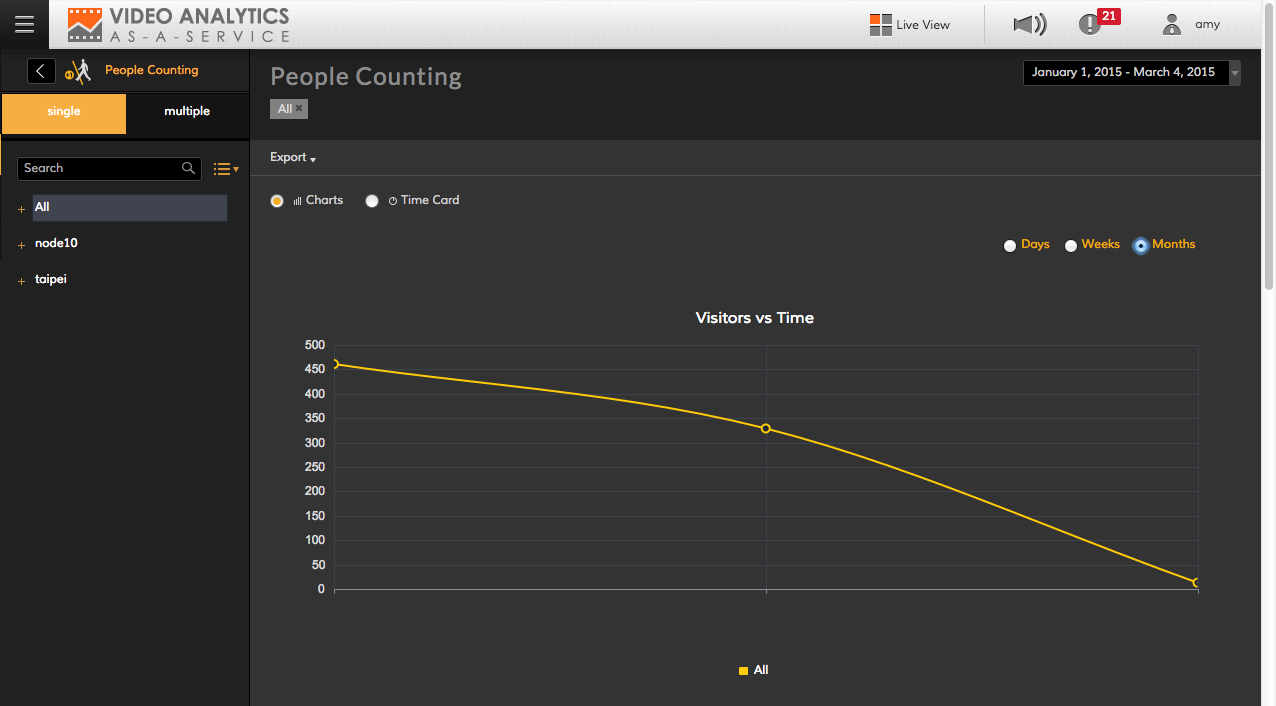 VIDEO ANALYTICS
AS-A-SERVICE
Live View
21
amy
People Counting
single
multiple
Search
All
node10
taipei
People Counting
January 1, 2015 - March 4, 2015
All ×
Export
Charts
Time Card
Days
Weeks
Months
Visitors vs Time
500
450
400
350
300
250
200
150
100
50
0
All